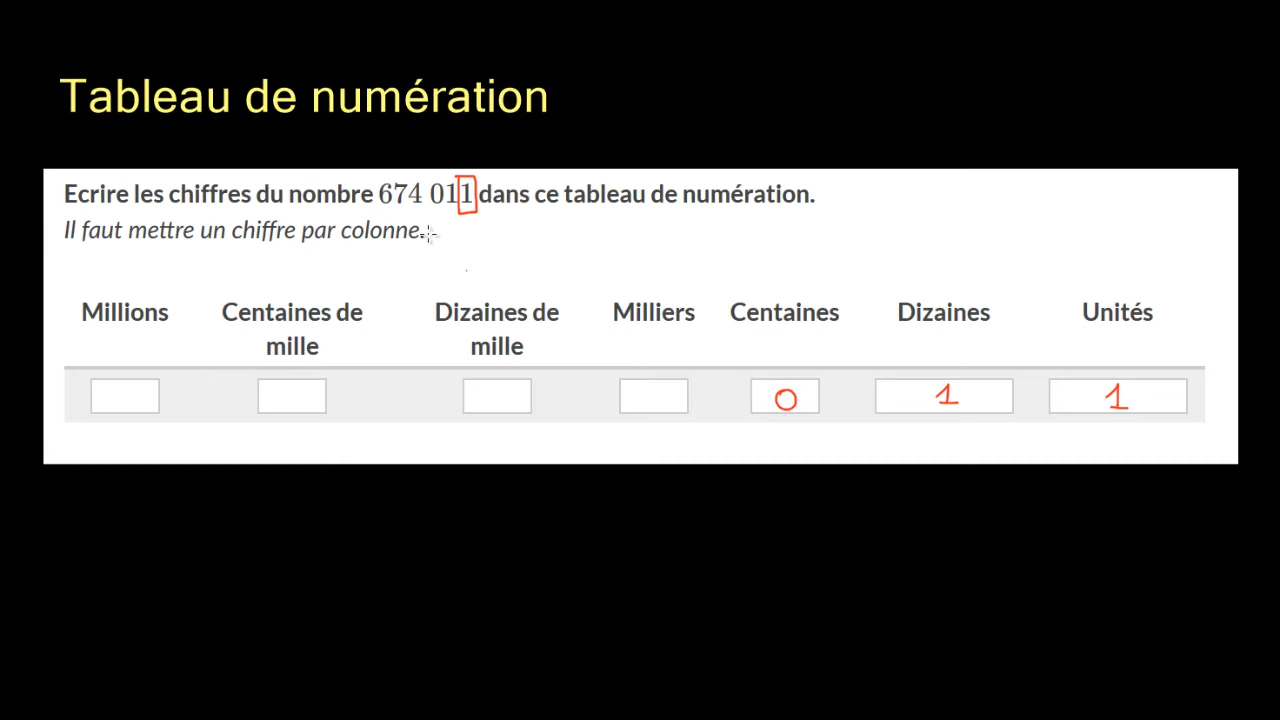 Tableau de numération
Ecrire les chiffres du nombre 674 011 dans ce tableau de numération.
Il faut mettre un chiffre par colonne.
Millions Centaines de mille Dizaines de mille Milliers Centaines Dizaines Unités
0 1 1